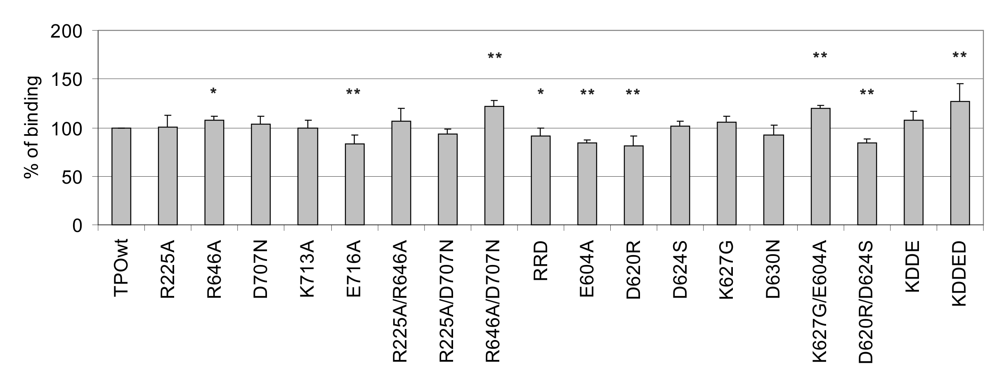 200
150
100
50
0
% of binding
**
**
**
*
**
*
**
**
**
TPOwt
R225A
R646A
D707N
K713A
E716A
R225A/R646A
R225A/D707N
R646A/D707N
RRD
E604A
D620R
D624S
K627G
D630N
K627G/E604A
D620R/D624S
KDDE
KDDED